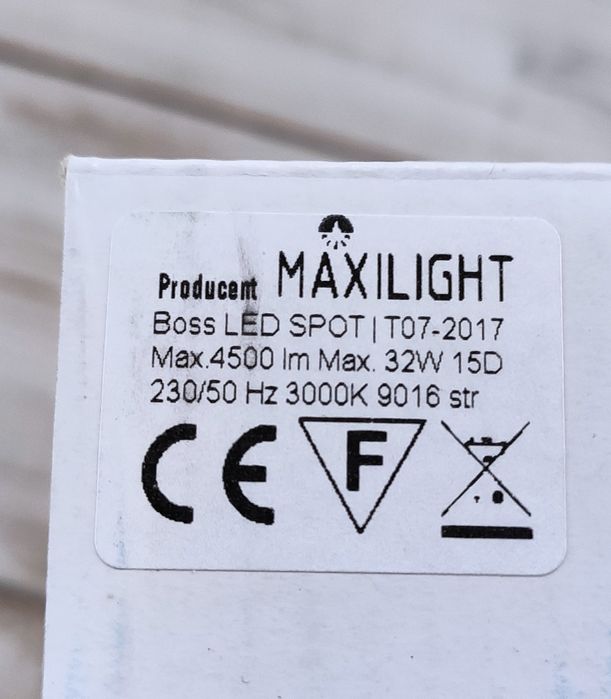 Producent MAXILIGHT
Boss LED SPOT | T07-2017
Max.4500 lm Max. 32W 15D
230/50 Hz 3000K 9016 str
CE F